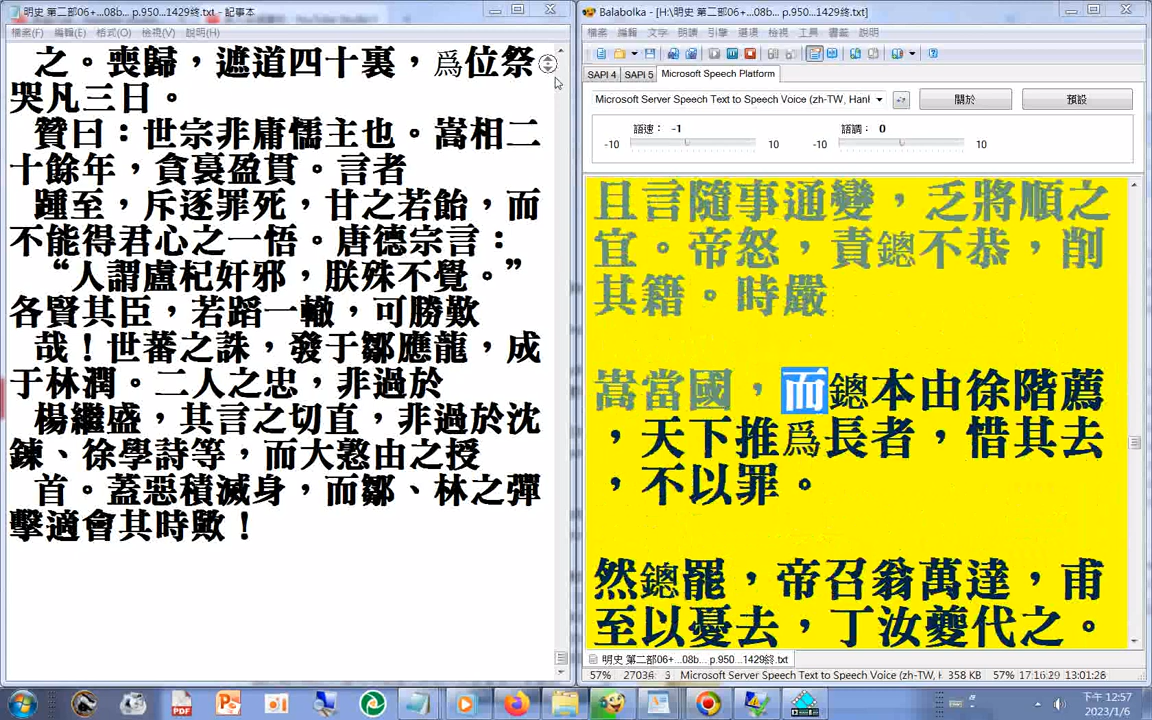 明史 第二部06+...08b... p.950...1429终.txt - 記事本
檔案(F) 編輯(E) 格式(O) 檢視(V) 說明(H)
之。喪歸，遮道四十裏，爲位祭
哭凡三日。
贊曰：世宗非庸懦主也。嵩相二
十餘年，貪㐮盈貫。言者
踵至，斥逐罪死，甘之若飴，而
不能得君心之一悟。唐德宗言：
“人謂盧杞奸邪，朕殊不覺。”
各賢其臣，若蹈一轍，可勝歎
哉！世蕃之誅，發于鄒應龍，成
于林潤。二人之忠，非過於
楊繼盛，其言之切直，非過於沈
鍊、徐學詩等，而大憝由之授
首。蓋惡積滅身，而鄒、林之彈
擊適會其時歟！
Balabolka - [H:\明史 第二部06+...08b... p.950...1429终.txt]
檔案 編輯 文字 朗讀 引擎 選項 檢視 工具 書籤 說明
SAPI 4 SAPI 5 Microsoft Speech Platform
Microsoft Server Speech Text to Speech Voice (zh-TW, Hanl 關於 預設
語速： -1 語調： 0
-10 10 -10 10
且言隨事通變，乏將順之
宜。帝怒，責鏓不恭，削
其籍。時嚴
嵩當國，而鏓本由徐階薦
，天下推爲長者，惜其去
，不以罪。
然鏓罷，帝召翁萬達，甫
至以憂去，丁汝夔代之。
明史 第二部06+...08b... p.950...1429终.txt
57% 27034 Microsoft Speech Platform: Microsoft Server Speech Text to Speech Voice (zh-TW, 358 KB 57% 17:16:29 13:01:26
下午 12:57
2023/1/6